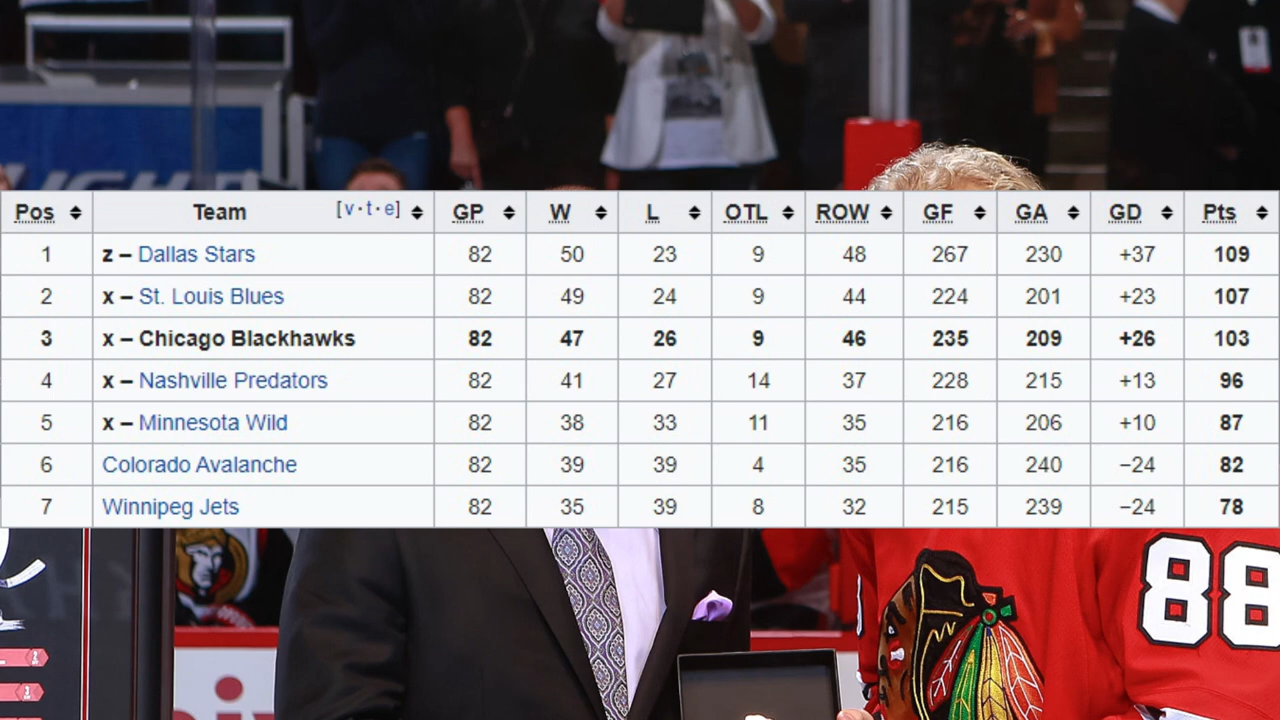 Pos Team [v·t·e] GP W L OTL ROW GF GA GD Pts
1 z – Dallas Stars 82 50 23 9 48 267 230 +37 109
2 x – St. Louis Blues 82 49 24 9 44 224 201 +23 107
3 x – Chicago Blackhawks 82 47 26 9 46 235 209 +26 103
4 x – Nashville Predators 82 41 27 14 37 228 215 +13 96
5 x – Minnesota Wild 82 38 33 11 35 216 206 +10 87
6 Colorado Avalanche 82 39 39 4 35 216 240 −24 82
7 Winnipeg Jets 82 35 39 8 32 215 239 −24 78
88